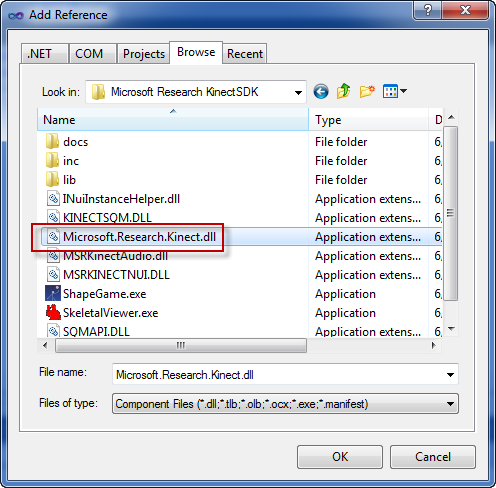 Add Reference
.NET COM Projects Browse Recent
Look in: Microsoft Research KinectSDK
Name Type D
docs File folder 6,
inc File folder 6,
lib File folder 6,
INuiInstanceHelper.dll Application extens... 6,
KINECTSQM.DLL Application extens... 6,
Microsoft.Research.Kinect.dll Application extens... 6,
MSRKinectAudio.dll Application extens... 6,
MSRKINECTNUI.DLL Application extens... 6,
ShapeGame.exe Application 6,
SkeletalViewer.exe Application 6,
SQMAPI.DLL Application extens... 6,
File name: Microsoft.Research.Kinect.dll
Files of type: Component Files (*.dll;*.tlb;*.olb;*.ocx;*.exe;*.manifest)
OK Cancel